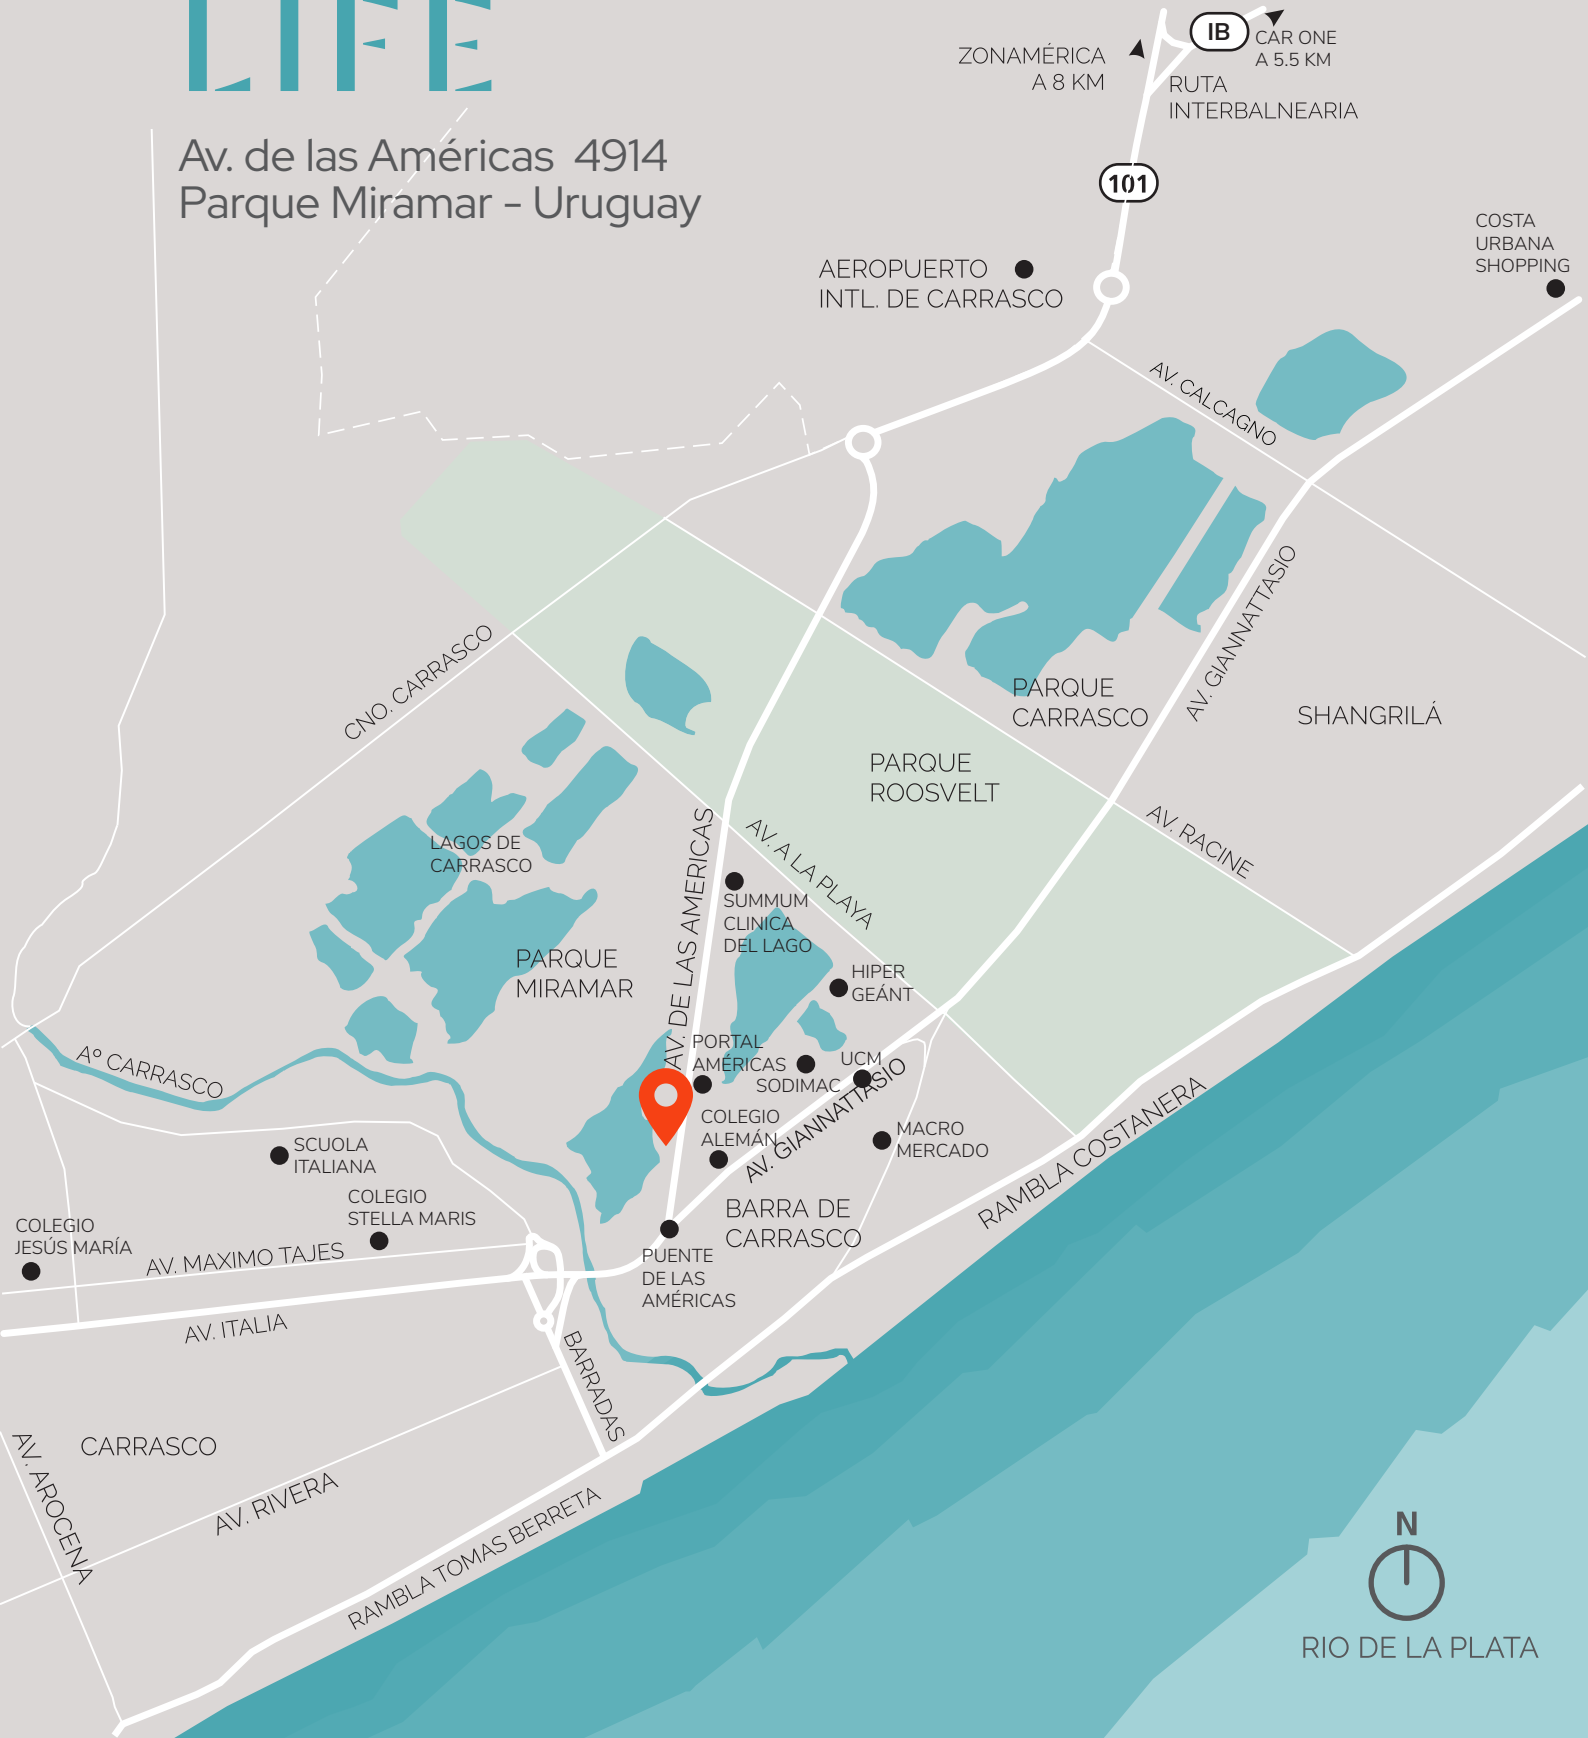 LIFE
Av. de las Américas 4914
Parque Miramar - Uruguay
ZONAMÉRICA
A 8 KM
IB
CAR ONE
A 5.5 KM
RUTA
INTERBALNEARIA
101
COSTA
URBANA
SHOPPING
AEROPUERTO
INTL. DE CARRASCO
AV. CALCAGNO
AV. GIANNATTASIO
CNO. CARRASCO
PARQUE
CARRASCO
SHANGRILÁ
PARQUE
ROOSVELT
AV. RACINE
AV. A LA PLAYA
AV. DE LAS AMERICAS
LAGOS DE
CARRASCO
SUMMUM
CLINICA
DEL LAGO
PARQUE
MIRAMAR
HIPER
GEÁNT
PORTAL
AMÉRICAS
SODIMAC
UCM
Aº CARRASCO
COLEGIO
ALEMÁN
AV. GIANNATTASIO
MACRO
MERCADO
RAMBLA COSTANERA
SCUOLA
ITALIANA
COLEGIO
STELLA MARIS
COLEGIO
JESÚS MARÍA
AV. MAXIMO TAJES
BARRA DE
CARRASCO
PUENTE
DE LAS
AMÉRICAS
AV. ITALIA
BARRADAS
CARRASCO
AV. AROCENA
AV. RIVERA
RAMBLA TOMAS BERRETA
N
RIO DE LA PLATA